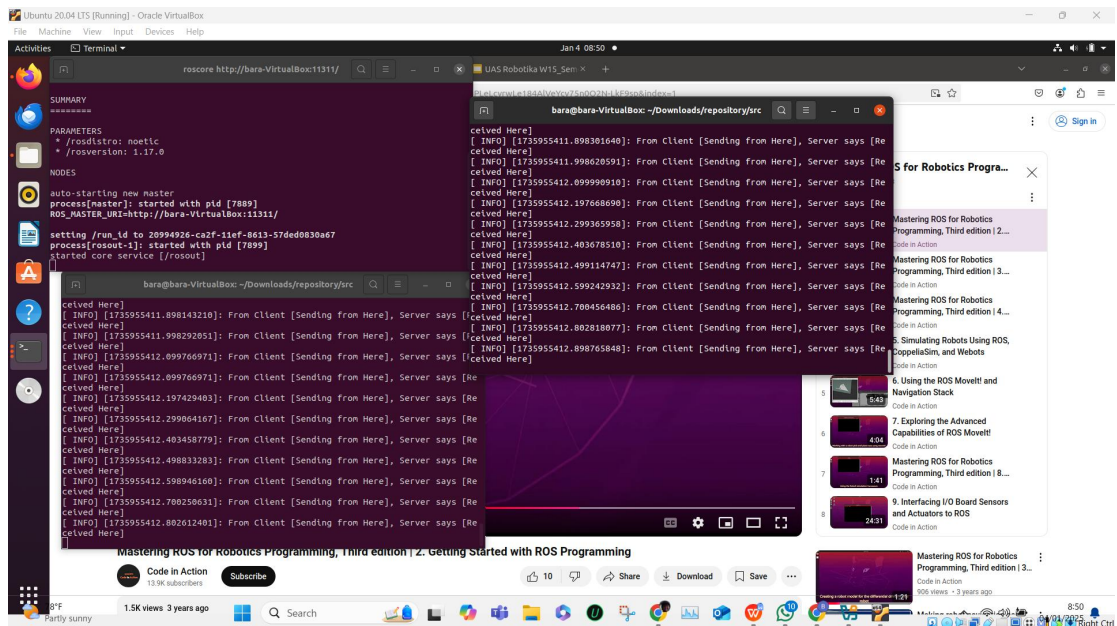 Ubuntu 20.04 LTS [Running] - Oracle VirtualBox
File Machine View Input Devices Help
Activities Terminal Jan 4 08:50
roscore http://bara-VirtualBox:11311/
SUMMARY
========
PARAMETERS
* /rosdistro: noetic
* /rosversion: 1.17.0
NODES
auto-starting new master
process[master]: started with pid [7889]
ROS_MASTER_URI=http://bara-VirtualBox:11311/
setting /run_id to 20994926-ca2f-11ef-8613-57ded0830a67
process[rosout-1]: started with pid [7899]
started core service [/rosout]
UAS Robotika W15_Sem
PLeLcvrwLe184AlVeYcv75n0O2N-LkF9sp&index=1
Sign in
bara@bara-VirtualBox: ~/Downloads/repository/src
ceived Here]
[ INFO] [1735955411.898301640]: From Client [Sending from Here], Server says [Re
ceived Here]
[ INFO] [1735955411.998620591]: From Client [Sending from Here], Server says [Re
ceived Here]
[ INFO] [1735955412.099990910]: From Client [Sending from Here], Server says [Re
ceived Here]
[ INFO] [1735955412.197668690]: From Client [Sending from Here], Server says [Re
ceived Here]
[ INFO] [1735955412.299365958]: From Client [Sending from Here], Server says [Re
ceived Here]
[ INFO] [1735955412.403678510]: From Client [Sending from Here], Server says [Re
ceived Here]
[ INFO] [1735955412.499114747]: From Client [Sending from Here], Server says [Re
ceived Here]
[ INFO] [1735955412.599242932]: From Client [Sending from Here], Server says [Re
ceived Here]
[ INFO] [1735955412.700456486]: From Client [Sending from Here], Server says [Re
ceived Here]
[ INFO] [1735955412.802818077]: From Client [Sending from Here], Server says [Re
ceived Here]
[ INFO] [1735955412.898765848]: From Client [Sending from Here], Server says [Re
ceived Here]
bara@bara-VirtualBox: ~/Downloads/repository/src
ceived Here]
[ INFO] [1735955411.898143210]: From Client [Sending from Here], Server says [
ceived Here]
[ INFO] [1735955411.998292051]: From Client [Sending from Here], Server says [
ceived Here]
[ INFO] [1735955412.099766971]: From Client [Sending from Here], Server says [
ceived Here]
[ INFO] [1735955412.099766971]: From Client [Sending from Here], Server says [Re
ceived Here]
[ INFO] [1735955412.197429403]: From Client [Sending from Here], Server says [Re
ceived Here]
[ INFO] [1735955412.299064167]: From Client [Sending from Here], Server says [Re
ceived Here]
[ INFO] [1735955412.403458779]: From Client [Sending from Here], Server says [Re
ceived Here]
[ INFO] [1735955412.498833283]: From Client [Sending from Here], Server says [Re
ceived Here]
[ INFO] [1735955412.598946160]: From Client [Sending from Here], Server says [Re
ceived Here]
[ INFO] [1735955412.700250631]: From Client [Sending from Here], Server says [Re
ceived Here]
[ INFO] [1735955412.802612401]: From Client [Sending from Here], Server says [Re
ceived Here]
S for Robotics Progra...
Mastering ROS for Robotics
Programming, Third edition | 2....
Code in Action
Mastering ROS for Robotics
Programming, Third edition | 3....
Code in Action
Mastering ROS for Robotics
Programming, Third edition | 4....
Code in Action
5. Simulating Robots Using ROS,
CoppeliaSim, and Webots
Code in Action
5
5:43
6. Using the ROS MoveIt! and
Navigation Stack
Code in Action
6
4:04
7. Exploring the Advanced
Capabilities of ROS MoveIt!
Code in Action
7
1:41
Mastering ROS for Robotics
Programming, Third edition | 8....
Code in Action
8
24:31
9. Interfacing I/O Board Sensors
and Actuators to ROS
Code in Action
Mastering ROS for Robotics Programming, Third edition | 2. Getting Started with ROS Programming
Code in Action
13.9K subscribers
Subscribe
10
Share
Download
Save
1.5K views 3 years ago
1:21
Mastering ROS for Robotics
Programming, Third edition | 3...
Code in Action
906 views • 3 years ago
8°F
Partly sunny
Search
8:50
04/01/2025
Right Ctrl